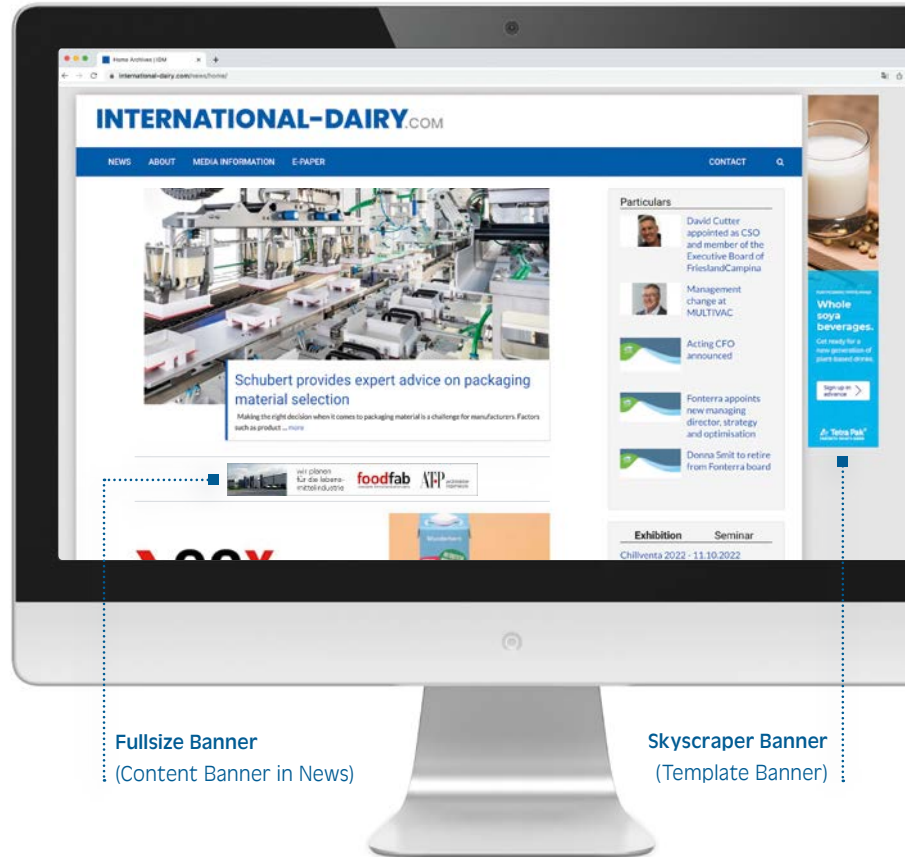 Home Archives | IDM
international-dairy.com/news/home/
INTERNATIONAL-DAIRY.COM
NEWS ABOUT MEDIA INFORMATION E-PAPER CONTACT
Schubert provides expert advice on packaging
material selection
Making the right decision when it comes to packaging material is a challenge for manufacturers. Factors
such as product ... more
wir planen
für die lebens-
mittelindustrie
foodfab
ATP
Particulars
David Cutter
appointed as CSO
and member of the
Executive Board of
FrieslandCampina
Management
change at
MULTIVAC
Acting CFO
announced
Fonterra appoints
new managing
director, strategy
and optimisation
Donna Smit to retire
from Fonterra board
Exhibition Seminar
Chillventa 2022 - 11.10.2022
Whole
soya
beverages.
Get ready for a
new generation of
plant-based drinks.
Sign up in
advance
Tetra Pak
Fullsize Banner
(Content Banner in News)
Skyscraper Banner
(Template Banner)